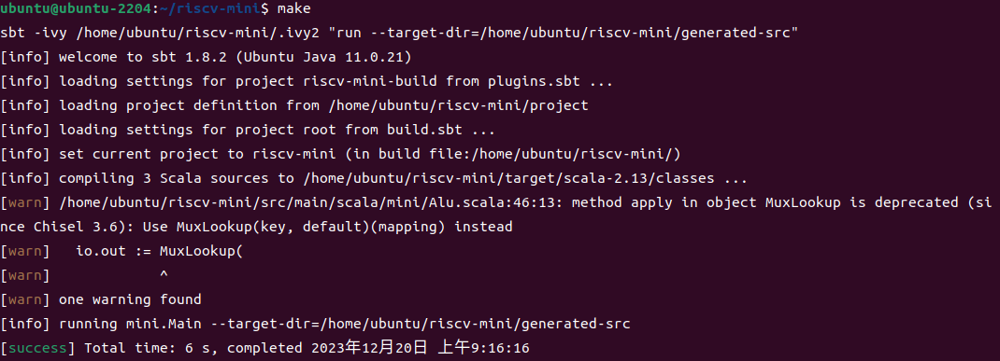 ubuntu@ubuntu-2204:~/riscv-mini$ make
sbt -ivy /home/ubuntu/riscv-mini/.ivy2 "run --target-dir=/home/ubuntu/riscv-mini/generated-src"
[info] welcome to sbt 1.8.2 (Ubuntu Java 11.0.21)
[info] loading settings for project riscv-mini-build from plugins.sbt ...
[info] loading project definition from /home/ubuntu/riscv-mini/project
[info] loading settings for project root from build.sbt ...
[info] set current project to riscv-mini (in build file:/home/ubuntu/riscv-mini/)
[info] compiling 3 Scala sources to /home/ubuntu/riscv-mini/target/scala-2.13/classes ...
[warn] /home/ubuntu/riscv-mini/src/main/scala/mini/Alu.scala:46:13: method apply in object MuxLookup is deprecated (si
nce Chisel 3.6): Use MuxLookup(key, default)(mapping) instead
[warn]   io.out := MuxLookup(
[warn]             ^
[warn] one warning found
[info] running mini.Main --target-dir=/home/ubuntu/riscv-mini/generated-src
[success] Total time: 6 s, completed 2023年12月20日 上午9:16:16